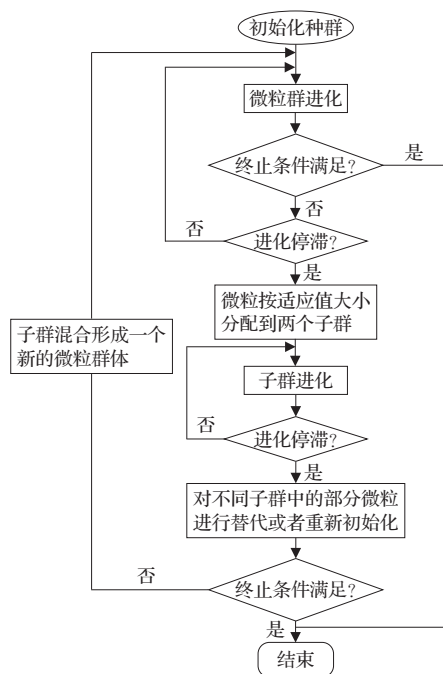 初始化种群
微粒群进化
终止条件满足?
是
否
进化停滞?
否
是
微粒按适应值大小
分配到两个子群
子群混合形成一个
新的微粒群体
子群进化
否
进化停滞?
是
对不同子群中的部分微粒
进行替代或者重新初始化
否
终止条件满足?
是
结束